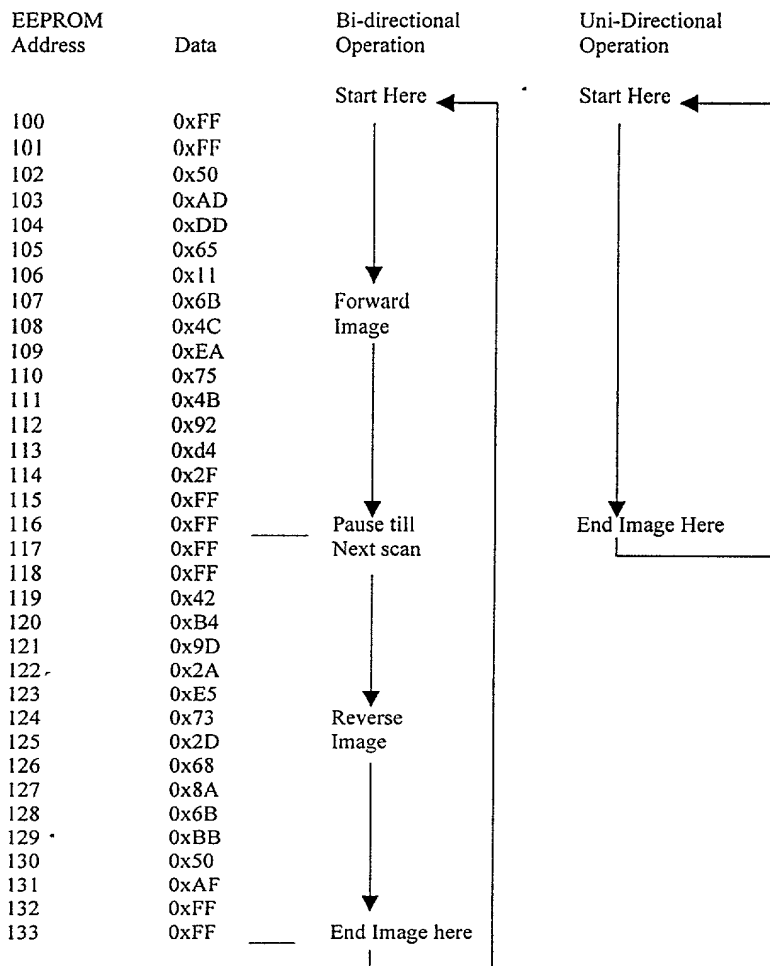 EEPROM Bi-directional Uni-Directional
Address Data Operation Operation
Start Here Start Here
100 0xFF
101 0xFF
102 0x50
103 0xAD
104 0xDD
105 0x65
106 0x11
107 0x6B Forward
108 0x4C Image
109 0xEA
110 0x75
111 0x4B
112 0x92
113 0xd4
114 0x2F
115 0xFF
116 0xFF Pause till End Image Here
117 0xFF Next scan
118 0xFF
119 0x42
120 0xB4
121 0x9D
122 0x2A
123 0xE5
124 0x73 Reverse
125 0x2D Image
126 0x68
127 0x8A
128 0x6B
129 0xBB
130 0x50
131 0xAF
132 0xFF
133 0xFF End Image here